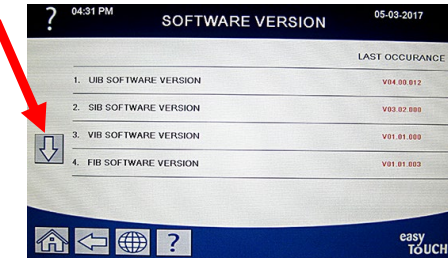 ?
04:31 PM
SOFTWARE VERSION
05-03-2017
LAST OCCURANCE
1. UIB SOFTWARE VERSION V04.00.012
2. SIB SOFTWARE VERSION V03.02.000
3. VIB SOFTWARE VERSION V01.01.000
4. FIB SOFTWARE VERSION V01.01.003
?
easy
TOUCH